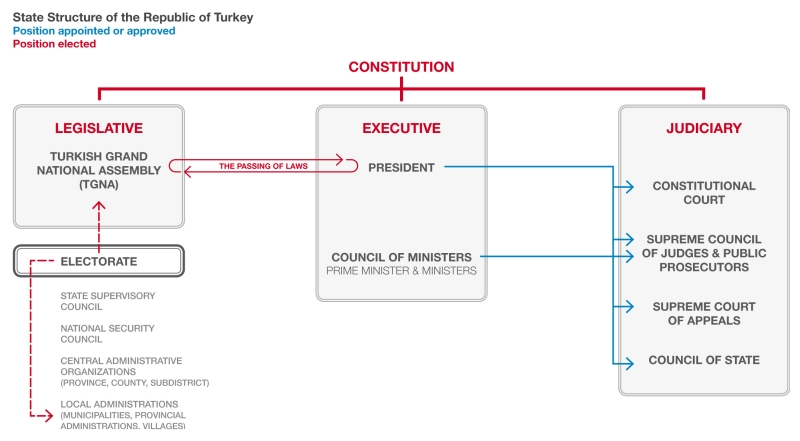 State Structure of the Republic of Turkey
Position appointed or approved
Position elected
CONSTITUTION
LEGISLATIVE
TURKISH GRAND
NATIONAL ASSEMBLY
(TGNA)
THE PASSING OF LAWS
EXECUTIVE
PRESIDENT
COUNCIL OF MINISTERS
PRIME MINISTER & MINISTERS
JUDICIARY
CONSTITUTIONAL
COURT
SUPREME COUNCIL
OF JUDGES & PUBLIC
PROSECUTORS
SUPREME COURT
OF APPEALS
COUNCIL OF STATE
ELECTORATE
STATE SUPERVISORY
COUNCIL
NATIONAL SECURITY
COUNCIL
CENTRAL ADMINISTRATIVE
ORGANIZATIONS
(PROVINCE, COUNTY, SUBDISTRICT)
LOCAL ADMINISTRATIONS
(MUNICIPALITIES, PROVINCIAL
ADMINISTRATIONS, VILLAGES)